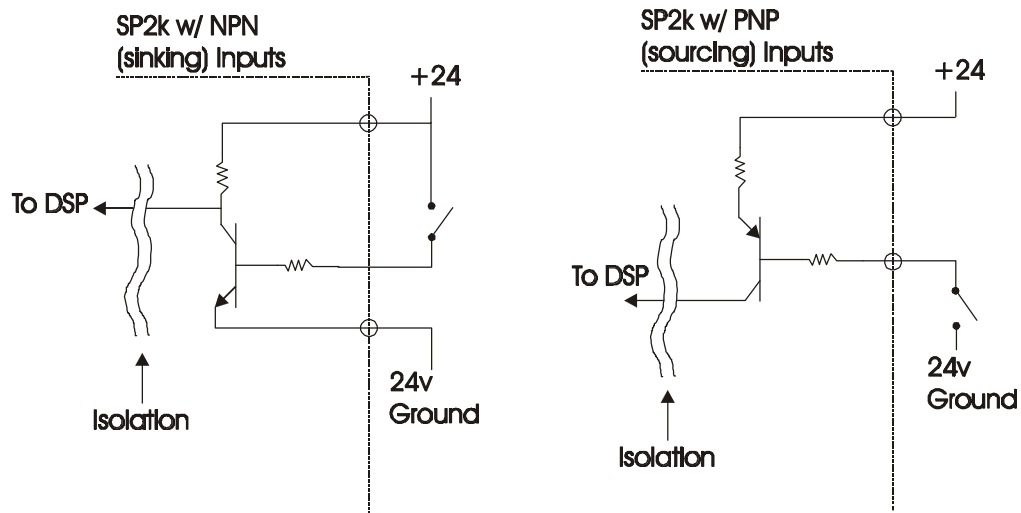 SP2k w/ NPN
(sinking) Inputs
+24
To DSP
24v
Ground
Isolation
SP2k w/ PNP
(sourcing) Inputs
+24
To DSP
24v
Ground
Isolation